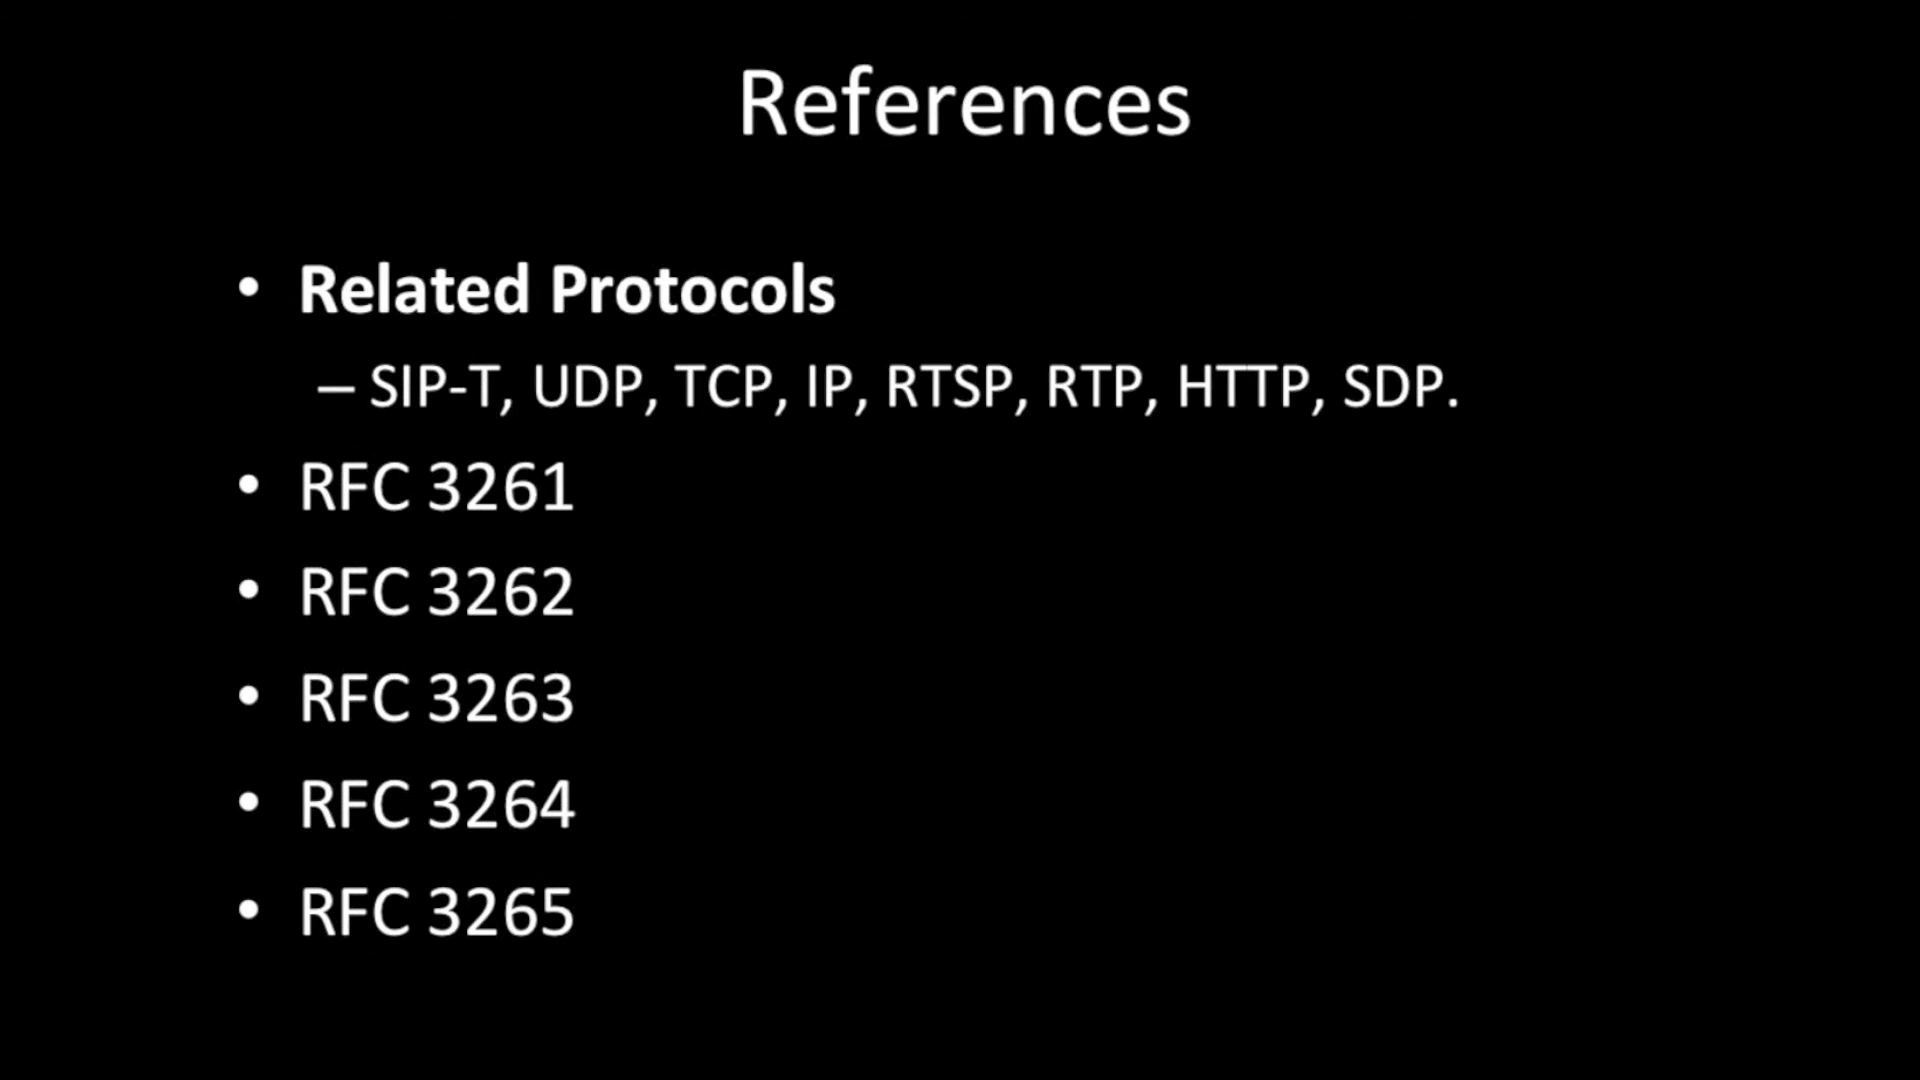 References
• Related Protocols
– SIP-T, UDP, TCP, IP, RTSP, RTP, HTTP, SDP.
• RFC 3261
• RFC 3262
• RFC 3263
• RFC 3264
• RFC 3265